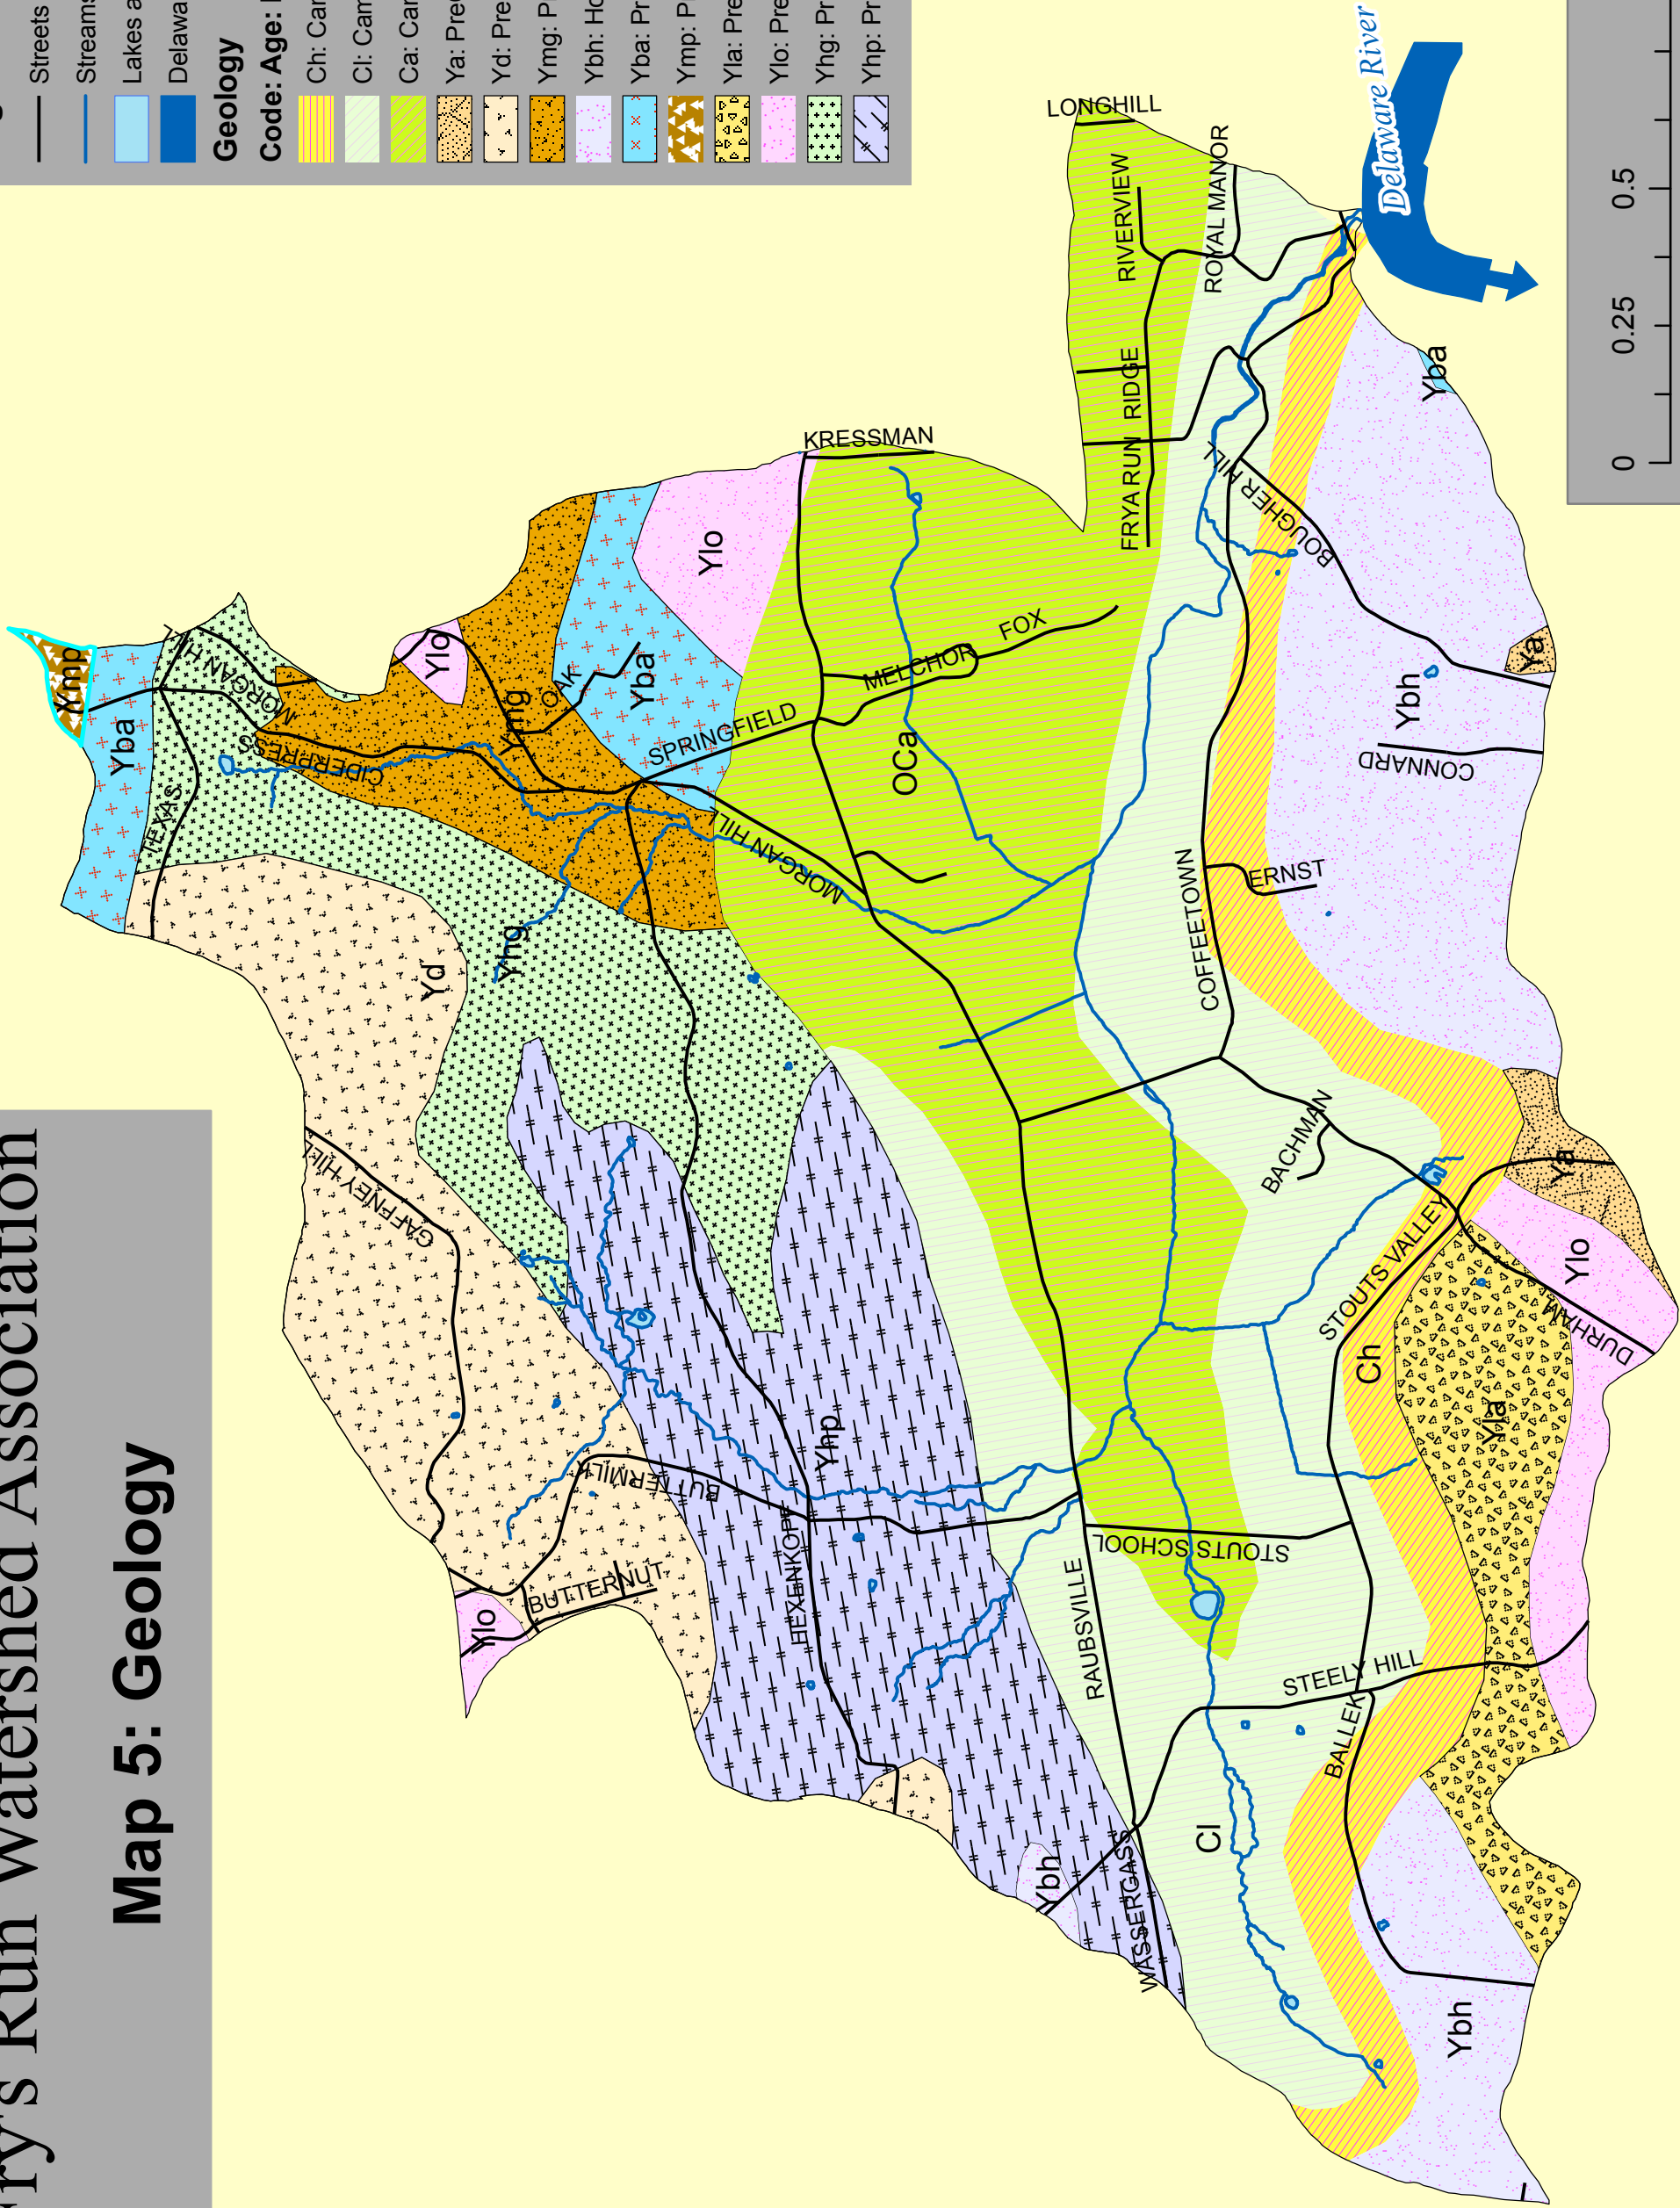 ry's Run Watershed Association
Map 5: Geology
Streets
Streams
Lakes a
Delawa
Geology
Code: Age:
Ch: Car
Cl: Cam
Ca: Car
Ya: Pre
Yd: Pre
Ymg: P
Ybh: Ho
Yba: Pr
Ymp: P
Yla: Pre
Ylo: Pre
Yhg: Pr
Yhp: Pr
0
0.25
0.5
Delaware River
LONGHILL
RIVERVIEW
ROYAL MANOR
FRYA RUN
RIDGE
KRESSMAN
BOUGHER HILL
FOX
MELCHOR
SPRINGFIELD
OAK
MORGAN HILL
CIDERPRESS
TEXAS
MORGAN HILL
COFFEETOWN
ERNST
CONNARD
BACHMAN
STOUTS VALLEY
DURHAM
GAFFNEY HILL
BUTTERMILK
BUTTERNUT
HEXENKOPF
RAUBSVILLE
STOUTS SCHOOL
STEELY HILL
BALLEK
WASSERGASS
Ymp
Yba
Ylo
Ymg
Yba
Ylo
Yd
Yhg
OCa
Yhp
Ylo
Ybh
Cl
Ch
Yla
Ylo
Ya
Ybh
Ya
Yba
Ybh